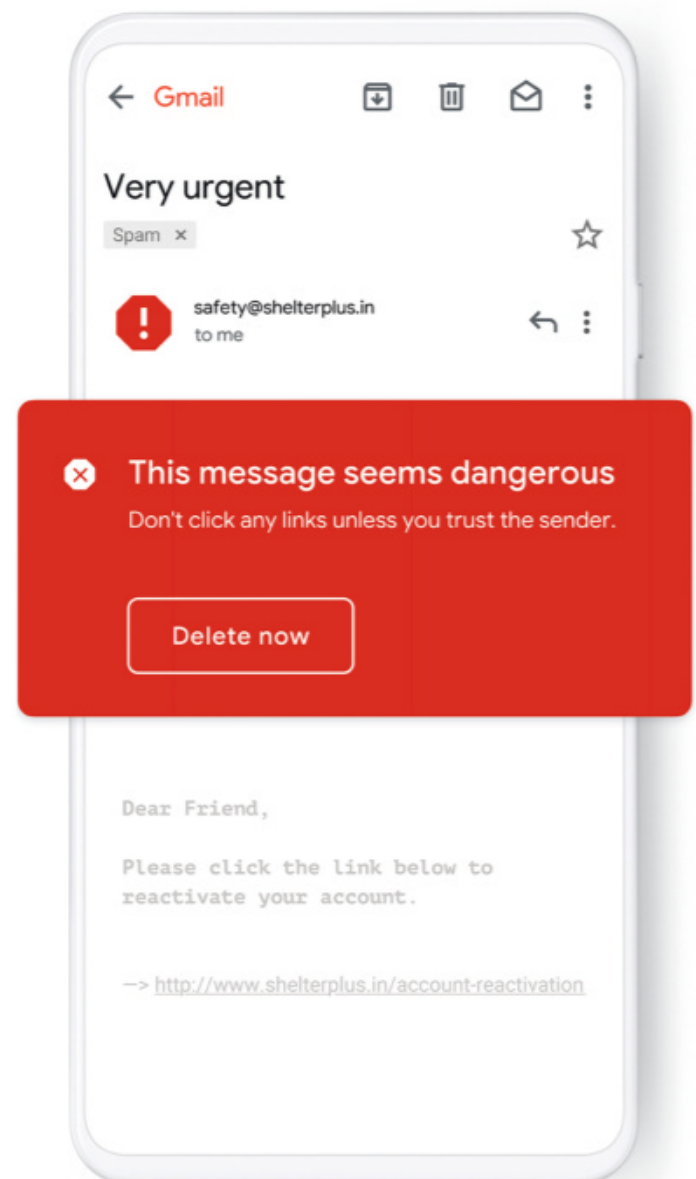 Gmail
Very urgent
Spam ×
safety@shelterplus.in
to me
This message seems dangerous
Don't click any links unless you trust the sender.
Delete now
Dear Friend,
Please click the link below to
reactivate your account.
—> http://www.shelterplus.in/account-reactivation